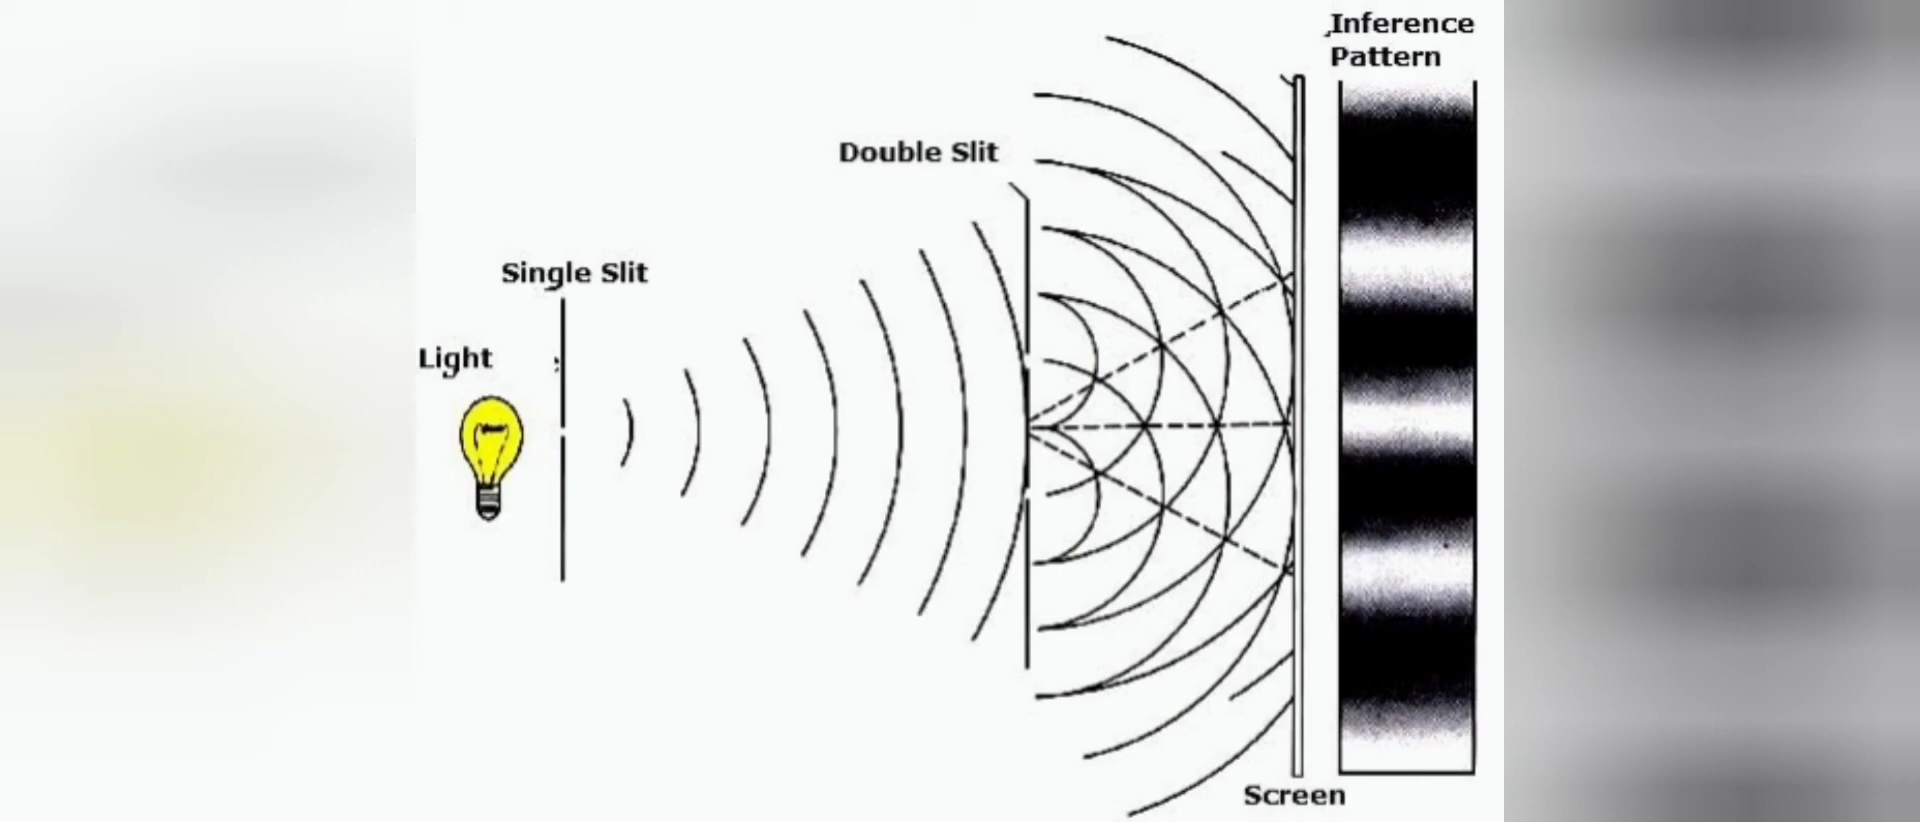 Inference
Pattern
Double Slit
Single Slit
Light
Screen